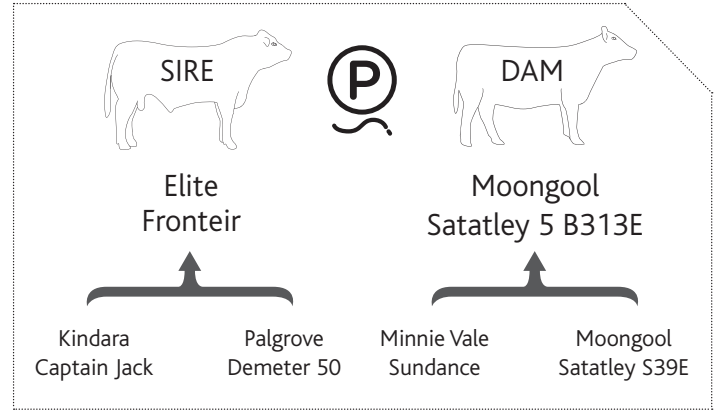 SIRE
P
DAM
Elite
Fronteir
Moongool
Satatley 5 B313E
Kindara
Captain Jack
Palgrove
Demeter 50
Minnie Vale
Sundance
Moongool
Satatley S39E